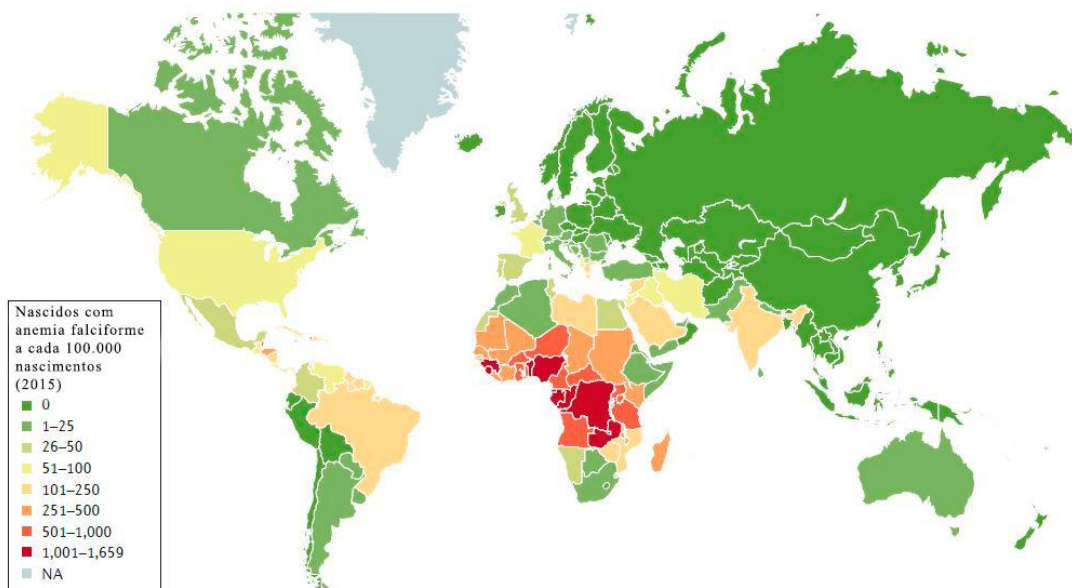 Nascidos com
anemia falciforme
a cada 100.000
nascimentos
(2015)
0
1–25
26–50
51–100
101–250
251–500
501–1,000
1,001–1,659
NA